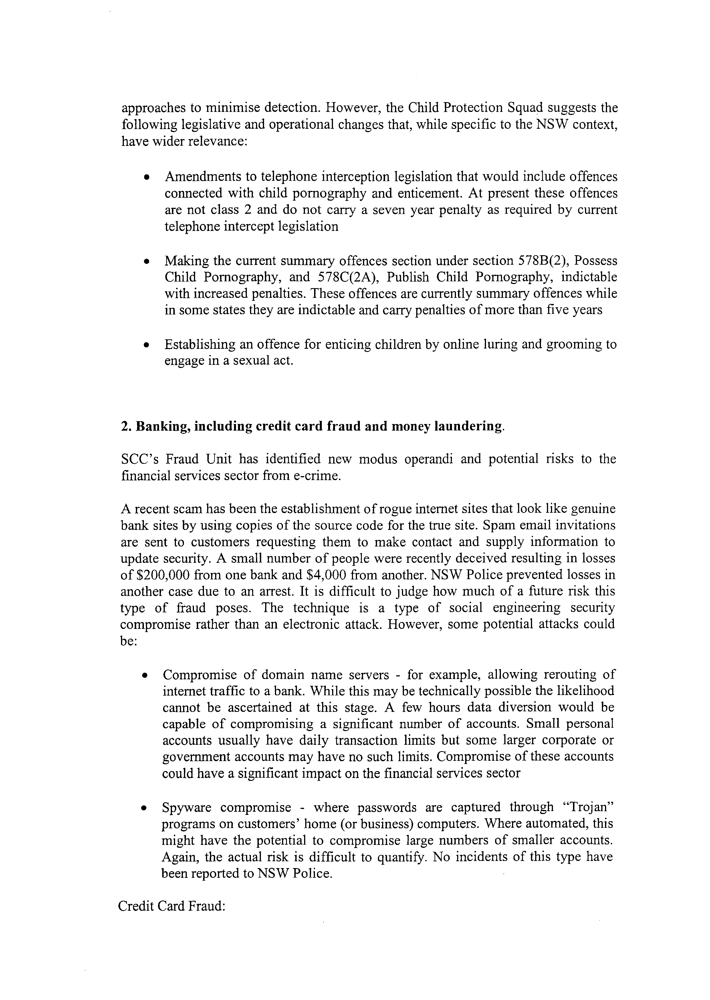 approaches to minimise detection. However, the Child Protection Squad suggests the
following legislative and operational changes that, while specific to the NSW context,
have wider relevance:
• Amendments to telephone interception legislation that would include offences
connected with child pornography and enticement. At present these offences
are not class 2 and do not carry a seven year penalty as required by current
telephone intercept legislation
• Making the current summary offences section under section 578B(2), Possess
Child Pornography, and 578C(2A), Publish Child Pornography, indictable
with increased penalties. These offences are currently summary offences while
in some states they are indictable and carry penalties of more than five years
• Establishing an offence for enticing children by online luring and grooming to
engage in a sexual act.
2. Banking, including credit card fraud and money laundering.
SCC's Fraud Unit has identified new modus operandi and potential risks to the
financial services sector from e-crime.
A recent scam has been the establishment of rogue internet sites that look like genuine
bank sites by using copies of the source code for the true site. Spam email invitations
are sent to customers requesting them to make contact and supply information to
update security. A small number of people were recently deceived resulting in losses
of $200,000 from one bank and $4,000 from another. NSW Police prevented losses in
another case due to an arrest. It is difficult to judge how much of a future risk this
type of fraud poses. The technique is a type of social engineering security
compromise rather than an electronic attack. However, some potential attacks could
be:
• Compromise of domain name servers - for example, allowing rerouting of
internet traffic to a bank. While this may be technically possible the likelihood
cannot be ascertained at this stage. A few hours data diversion would be
capable of compromising a significant number of accounts. Small personal
accounts usually have daily transaction limits but some larger corporate or
government accounts may have no such limits. Compromise of these accounts
could have a significant impact on the financial services sector
• Spyware compromise - where passwords are captured through “Trojan”
programs on customers' home (or business) computers. Where automated, this
might have the potential to compromise large numbers of smaller accounts.
Again, the actual risk is difficult to quantify. No incidents of this type have
been reported to NSW Police.
Credit Card Fraud: